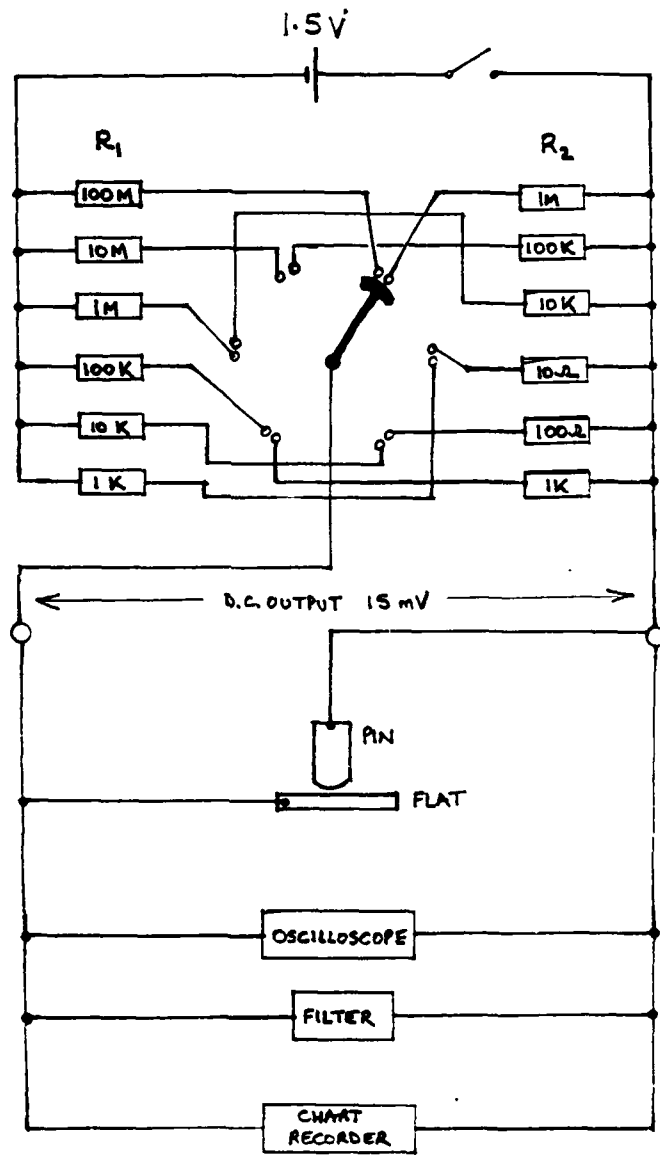 1.5V
R1
R2
100M
1M
10M
100K
1M
10K
100K
10Ω
10K
100Ω
1K
1K
D.C. OUTPUT 15 mV
PIN
FLAT
OSCILLOSCOPE
FILTER
CHART
RECORDER